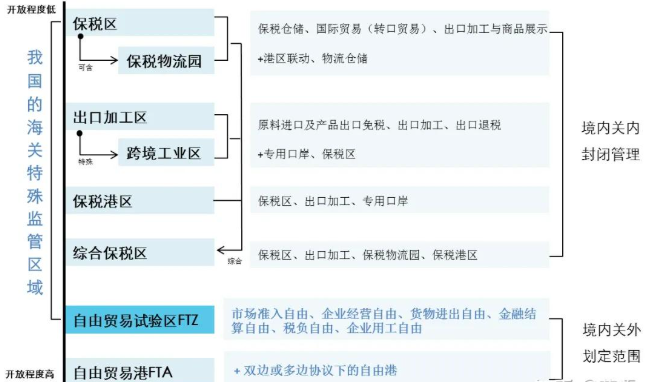 开放程度低
我国的海关特殊监管区域
保税区
保税仓储、国际贸易（转口贸易）、出口加工与商品展示
可含
保税物流园
+港区联动、物流仓储
出口加工区
原料进口及产品出口免税、出口加工、出口退税
特殊
跨境工业区
+专用口岸、保税区
境内关内
封闭管理
保税港区
保税区、出口加工、专用口岸
综合保税区
综合
保税区、出口加工、保税物流园、保税港区
自由贸易试验区FTZ
市场准入自由、企业经营自由、货物进出自由、金融结
算自由、税负自由、企业用工自由
境内关外
划定范围
开放程度高
自由贸易港FTA
+ 双边或多边协议下的自由港